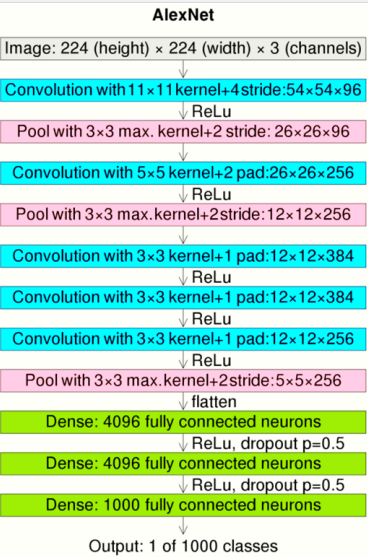 AlexNet
Image: 224 (height) × 224 (width) × 3 (channels)
Convolution with 11×11 kernel+4 stride:54×54×96
ReLu
Pool with 3×3 max. kernel+2 stride: 26×26×96
Convolution with 5×5 kernel+2 pad:26×26×256
ReLu
Pool with 3×3 max.kernel+2stride:12×12×256
Convolution with 3×3 kernel+1 pad:12×12×384
ReLu
Convolution with 3×3 kernel+1 pad:12×12×384
ReLu
Convolution with 3×3 kernel+1 pad:12×12×256
ReLu
Pool with 3×3 max.kernel+2stride:5×5×256
flatten
Dense: 4096 fully connected neurons
ReLu, dropout p=0.5
Dense: 4096 fully connected neurons
ReLu, dropout p=0.5
Dense: 1000 fully connected neurons
Output: 1 of 1000 classes